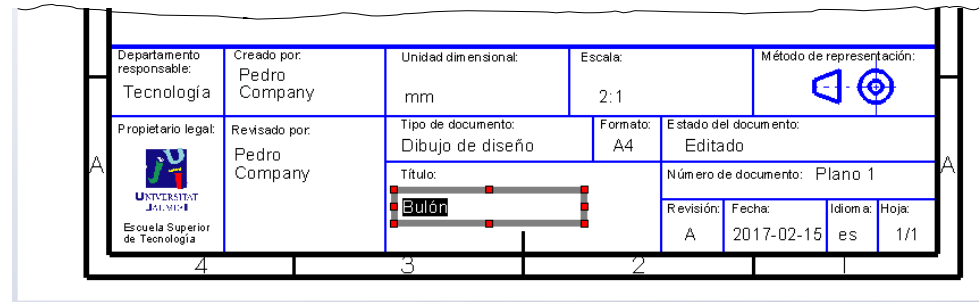 Departamento
responsable:
Tecnología
Creado por:
Pedro
Company
Unidad dimensional:
mm
Escala:
2:1
Método de representación:
Propietario legal:
UNIVERSITAT
JAUME I
Escuela Superior
de Tecnología
Revisado por:
Pedro
Company
Tipo de documento:
Dibujo de diseño
Formato:
A4
Estado del documento:
Editado
Título:
Bulón
Número de documento: Plano 1
Revisión:
A
Fecha:
2017-02-15
Idioma:
es
Hoja:
1/1
A
A
4
3
2
1